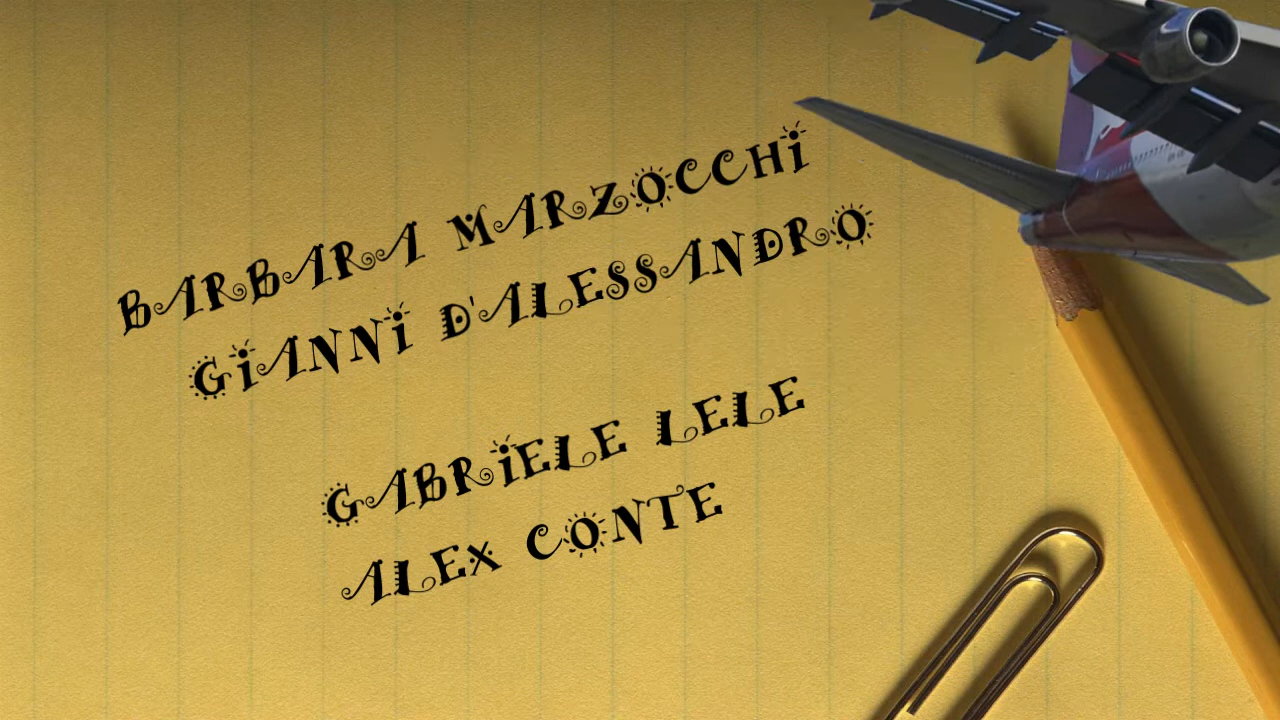 BARBARA MARZOCCHI
GIANNI D'ALESSANDRO
GABRIELE LELE
ALEX CONTE